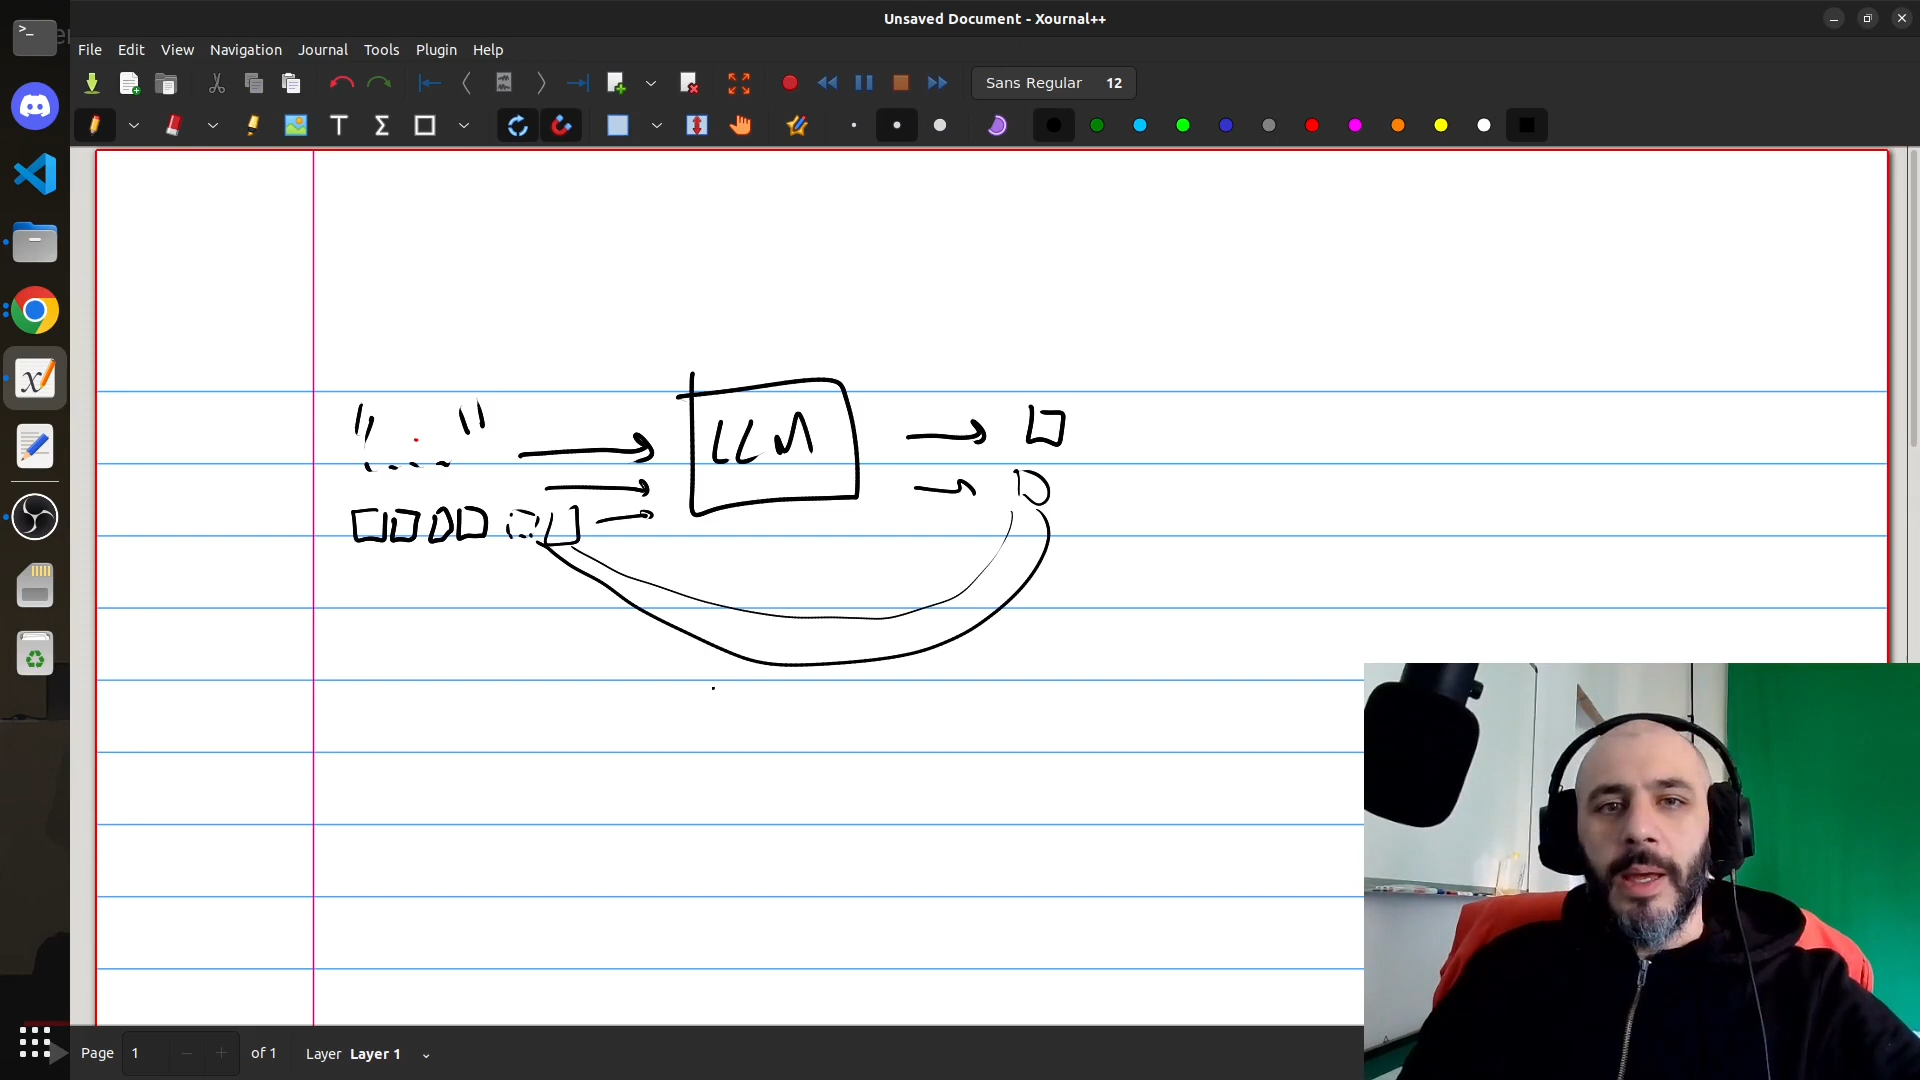 Unsaved Document - Xournal++
File Edit View Navigation Journal Tools Plugin Help
Sans Regular 12
" ... "
LLM
Page 1 of 1 Layer Layer 1